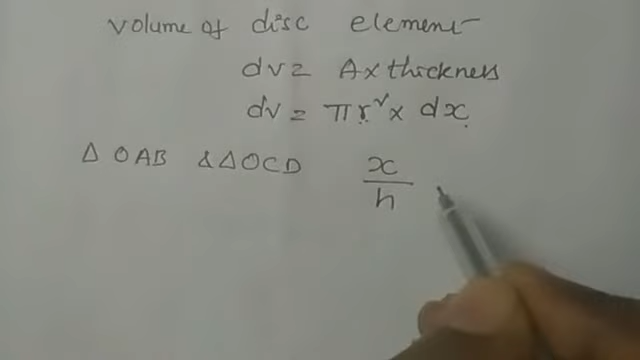 volume of disc element
dv = A x thickness
dv = πr² x dx
Δ OAB & Δ OCD x/h